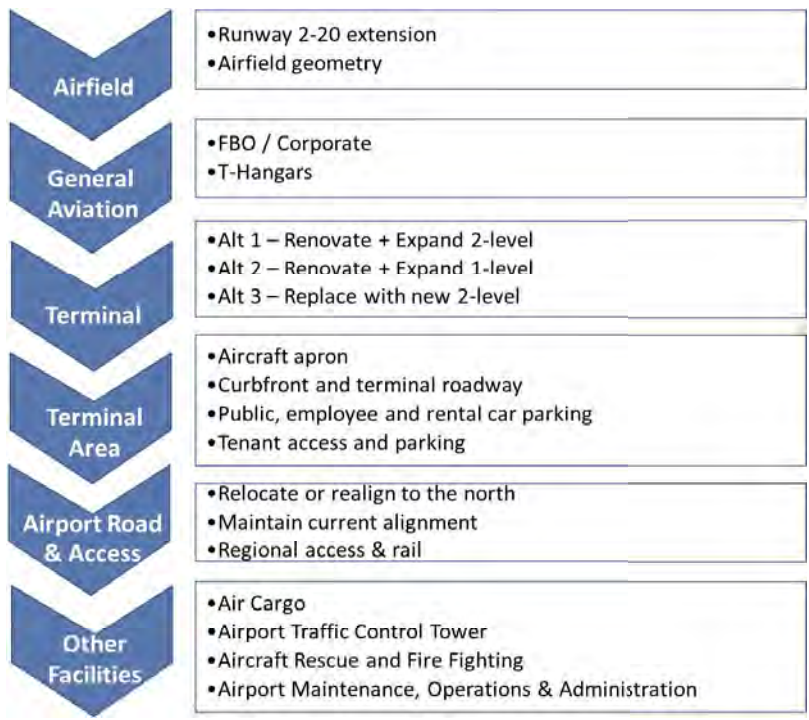 Airfield
•Runway 2-20 extension
•Airfield geometry
General
Aviation
•FBO / Corporate
•T-Hangars
Terminal
•Alt 1 – Renovate + Expand 2-level
•Alt 2 – Renovate + Expand 1-level
•Alt 3 – Replace with new 2-level
Terminal
Area
•Aircraft apron
•Curbfront and terminal roadway
•Public, employee and rental car parking
•Tenant access and parking
Airport Road
& Access
•Relocate or realign to the north
•Maintain current alignment
•Regional access & rail
Other
Facilities
•Air Cargo
•Airport Traffic Control Tower
•Aircraft Rescue and Fire Fighting
•Airport Maintenance, Operations & Administration